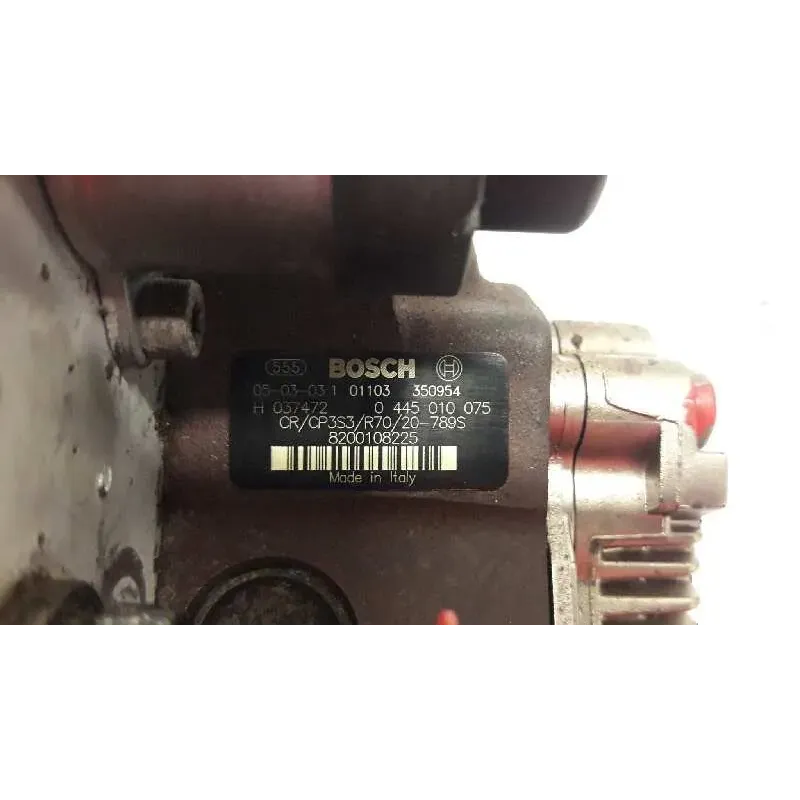 555 BOSCH
05-03-03 1 01103 350954
H 037472 0 445 010 075
CR/CP3S3/R70/20-789S
8200108225
Made in Italy